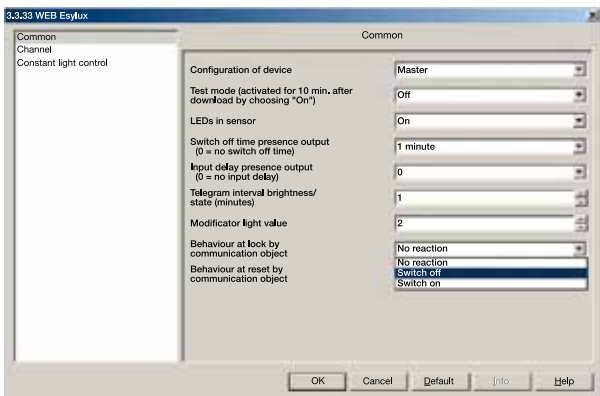 3.3.33 WEB Esylux
Common
Channel
Constant light control
Common
Configuration of device
Master
Test mode (activated for 10 min. after
download by choosing "On")
Off
LEDs in sensor
On
Switch off time presence output
(0 = no switch off time)
1 minute
Input delay presence output
(0 = no input delay)
0
Telegram interval brightness/
state (minutes)
1
Modificator light value
2
Behaviour at lock by
communication object
No reaction
No reaction
Switch off
Switch on
Behaviour at reset by
communication object
OK
Cancel
Default
Info
Help